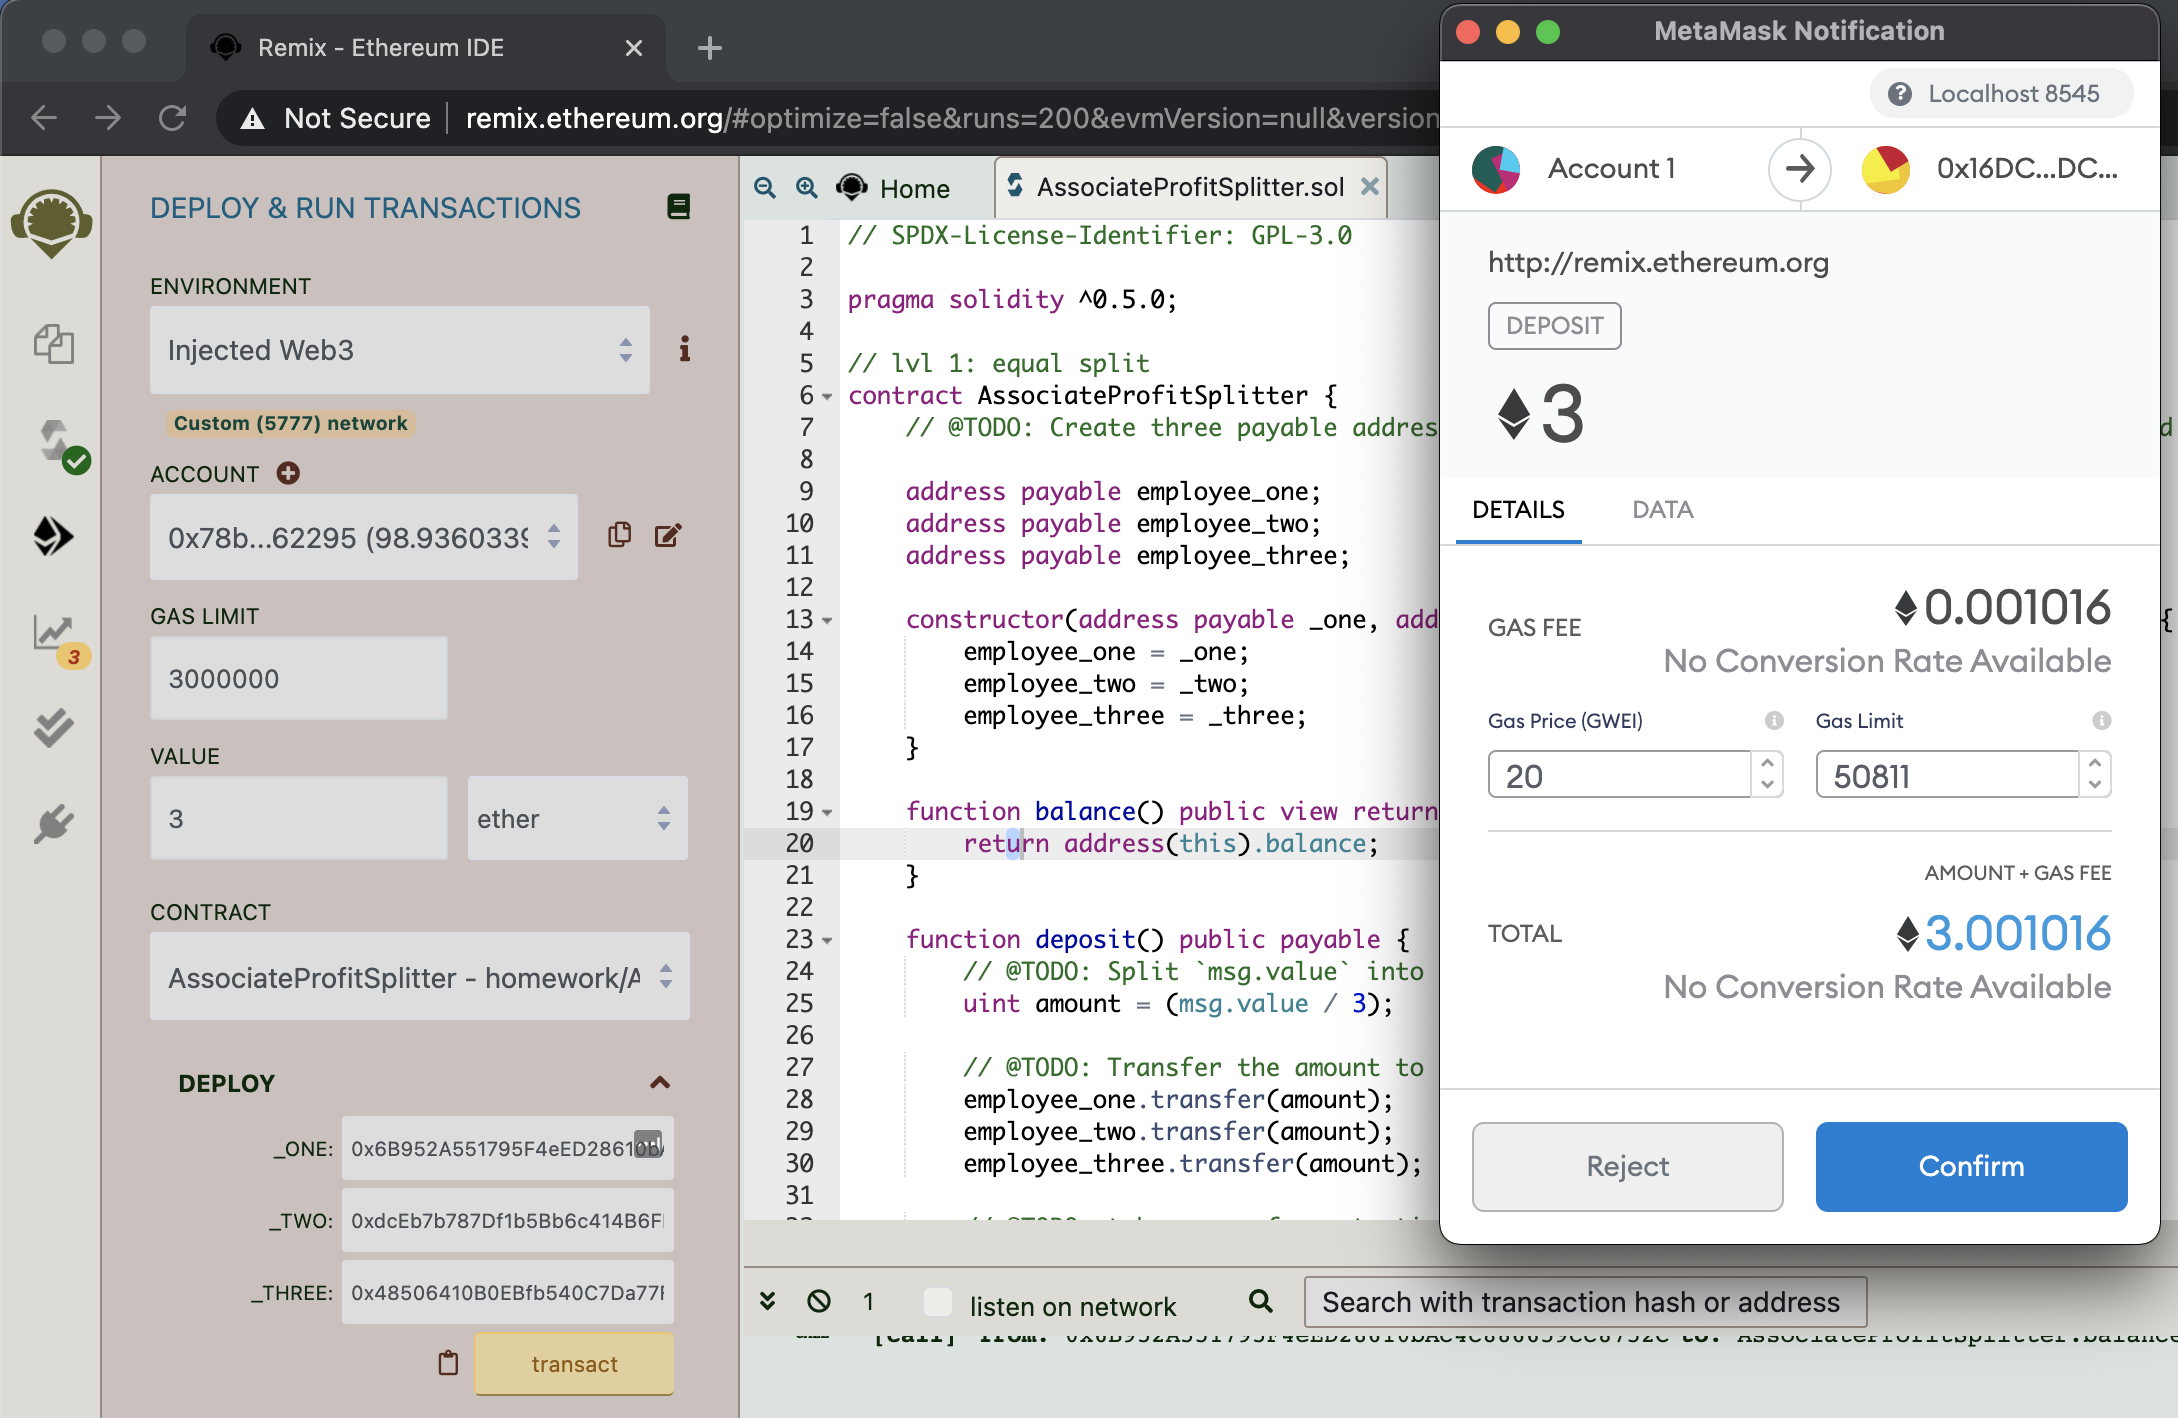 Remix - Ethereum IDE
Not Secure remix.ethereum.org/#optimize=false&runs=200&evmVersion=null&version
DEPLOY & RUN TRANSACTIONS
ENVIRONMENT
Injected Web3
Custom (5777) network
ACCOUNT
0x78b...62295 (98.9360339
GAS LIMIT
3000000
VALUE
3
ether
CONTRACT
AssociateProfitSplitter - homework/A
DEPLOY
_ONE: 0x6B952A551795F4eED28610b
_TWO: 0xdcEb7b787Df1b5Bb6c414B6F
_THREE: 0x48506410B0EBfb540C7Da77
transact
3
Home
AssociateProfitSplitter.sol
1 // SPDX-License-Identifier: GPL-3.0
2
3 pragma solidity ^0.5.0;
4
5 // lvl 1: equal split
6 contract AssociateProfitSplitter {
7 // @TODO: Create three payable addres d
8
9 address payable employee_one;
10 address payable employee_two;
11 address payable employee_three;
12
13 constructor(address payable _one, add {
14 employee_one = _one;
15 employee_two = _two;
16 employee_three = _three;
17 }
18
19 function balance() public view return
20 return address(this).balance;
21 }
22
23 function deposit() public payable {
24 // @TODO: Split `msg.value` into
25 uint amount = (msg.value / 3);
26
27 // @TODO: Transfer the amount to
28 employee_one.transfer(amount);
29 employee_two.transfer(amount);
30 employee_three.transfer(amount);
31
1
listen on network
Search with transaction hash or address
[call] from: to: AssociateProfitSplitter.balance
MetaMask Notification
Localhost 8545
Account 1
0x16DC...DC...
http://remix.ethereum.org
DEPOSIT
3
DETAILS
DATA
GAS FEE
0.001016
No Conversion Rate Available
Gas Price (GWEI)
Gas Limit
20
50811
AMOUNT + GAS FEE
TOTAL
3.001016
No Conversion Rate Available
Reject
Confirm